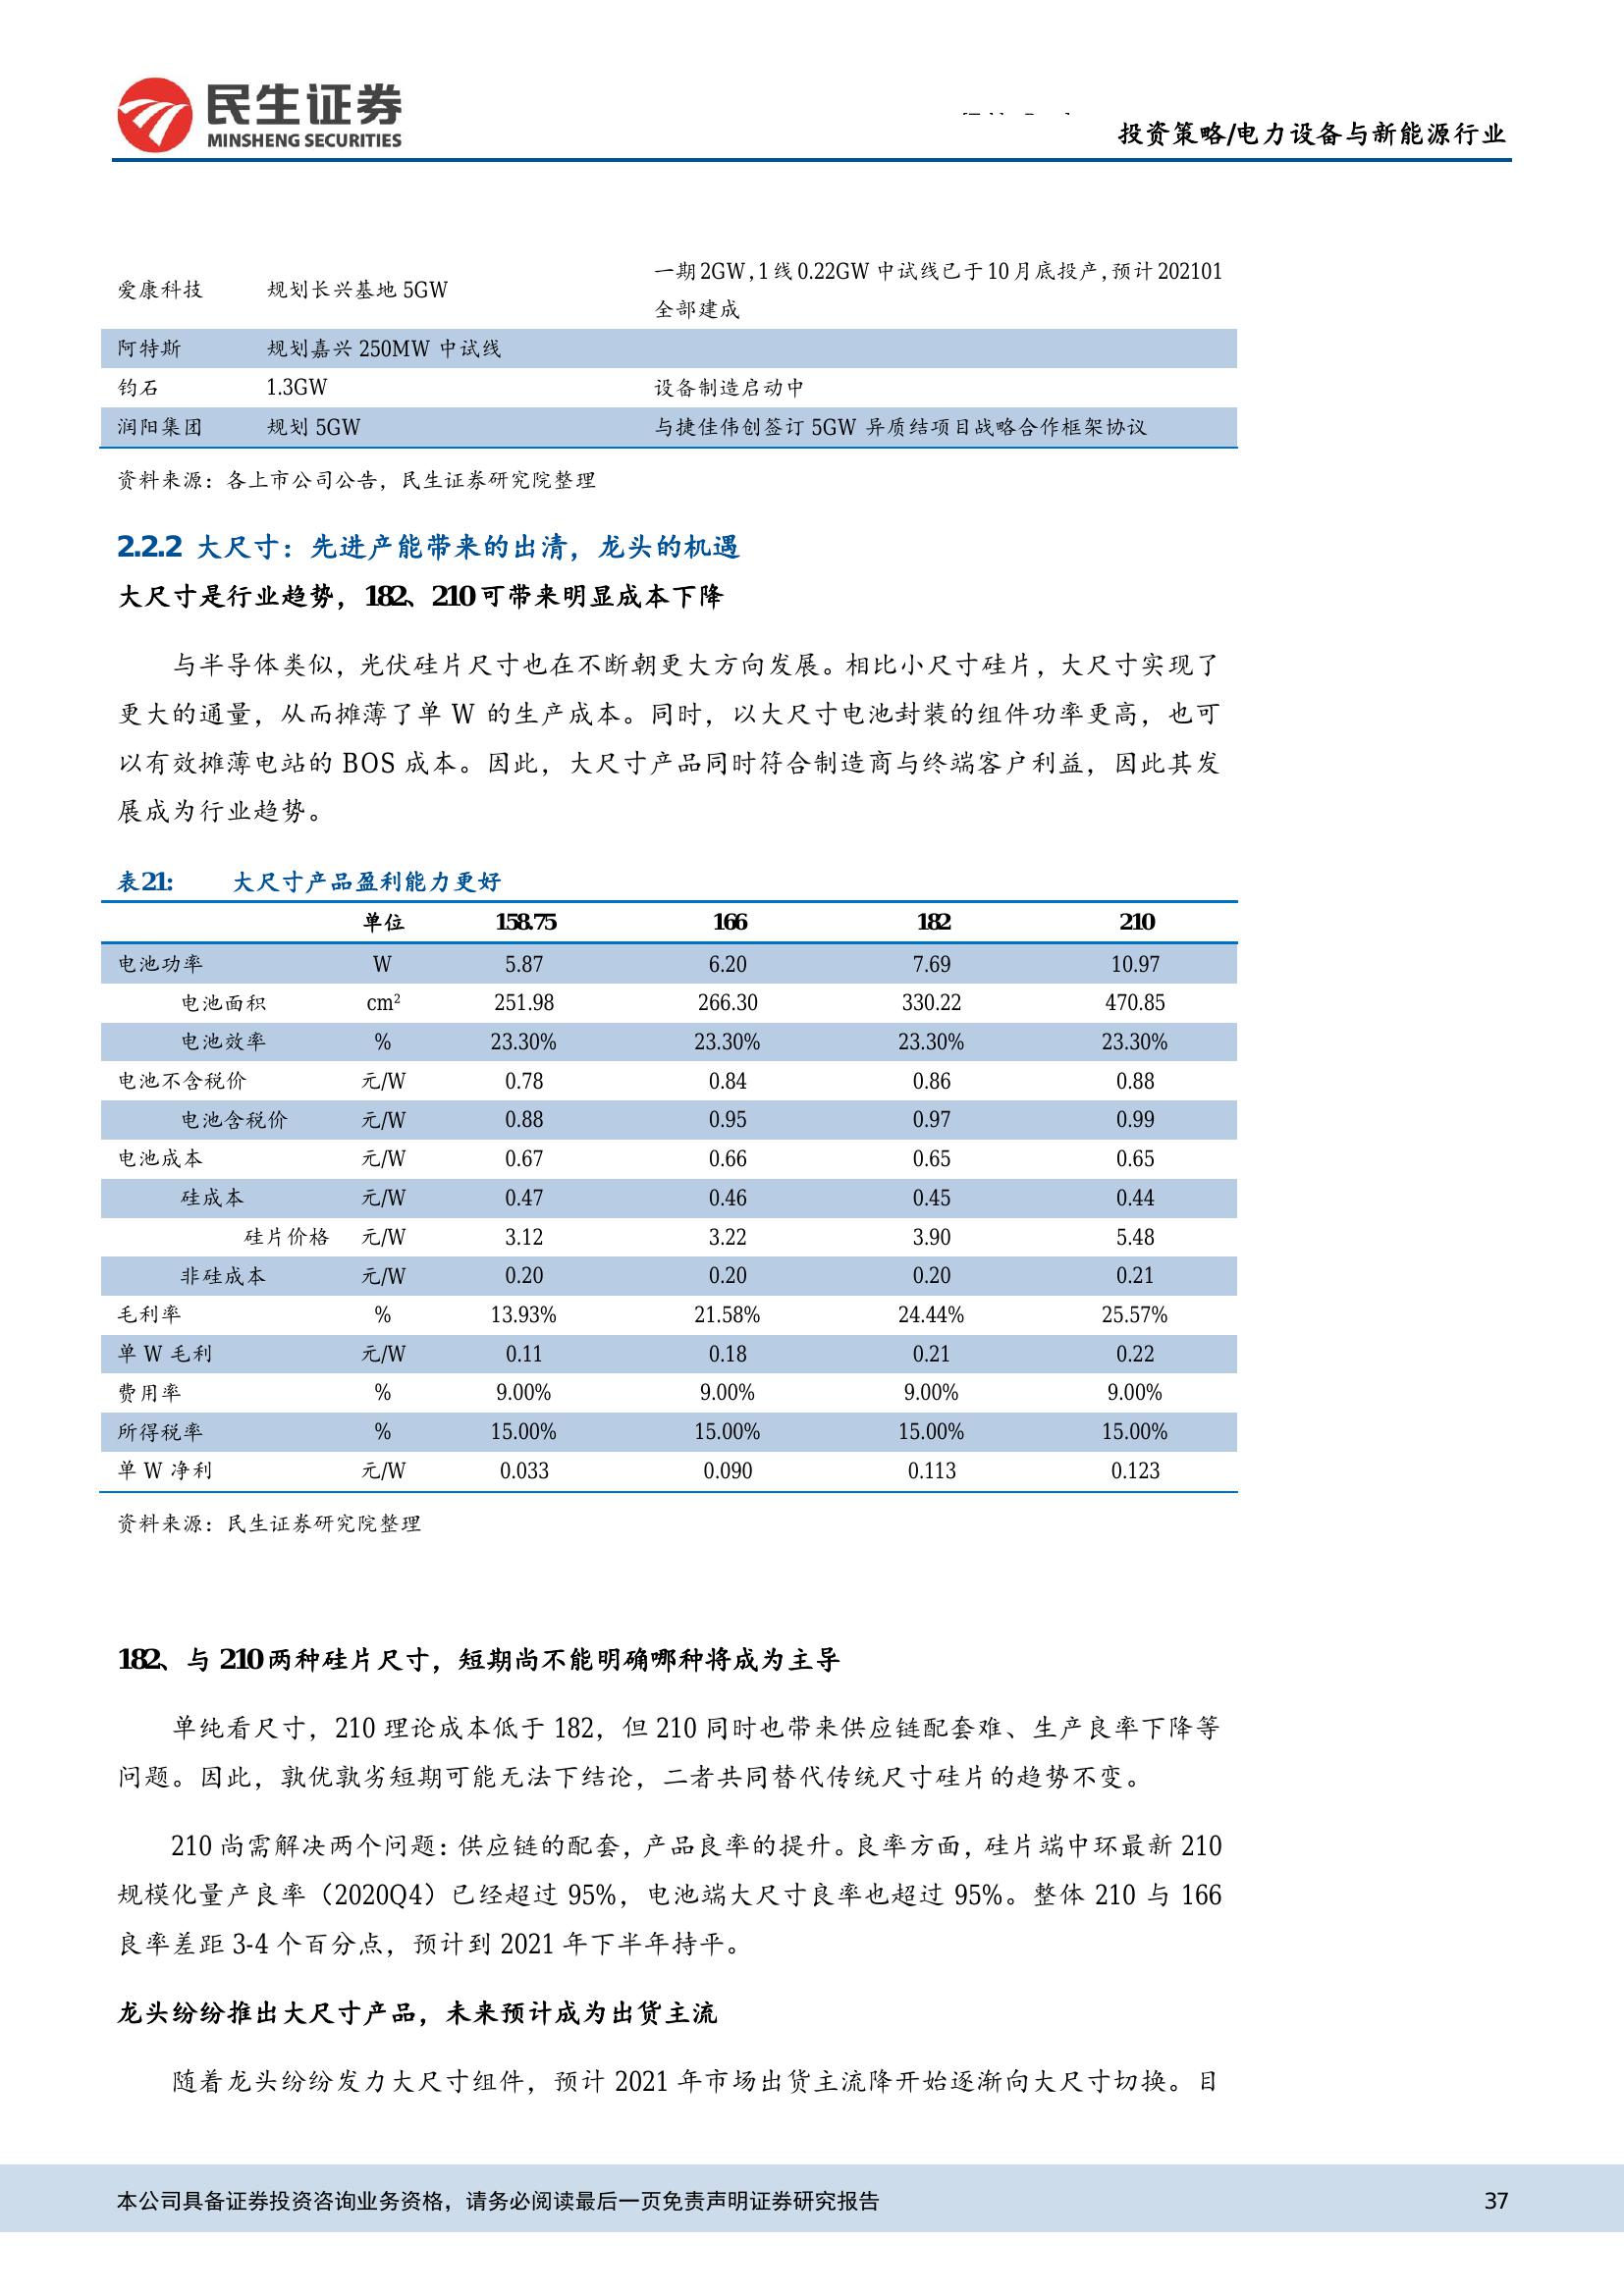 民生证券
MINSHENG SECURITIES
投资策略/电力设备与新能源行业
爱康科技 规划长兴基地 5GW 一期 2GW，1 线 0.22GW 中试线已于 10 月底投产，预计 202101
全部建成
阿特斯 规划嘉兴 250MW 中试线
钧石 1.3GW 设备制造启动中
润阳集团 规划 5GW 与捷佳伟创签订 5GW 异质结项目战略合作框架协议
资料来源：各上市公司公告，民生证券研究院整理
2.2.2 大尺寸：先进产能带来的出清，龙头的机遇
大尺寸是行业趋势，182、210 可带来明显成本下降
与半导体类似，光伏硅片尺寸也在不断朝更大方向发展。相比小尺寸硅片，大尺寸实现了
更大的通量，从而摊薄了单 W 的生产成本。同时，以大尺寸电池封装的组件功率更高，也可
以有效摊薄电站的 BOS 成本。因此，大尺寸产品同时符合制造商与终端客户利益，因此其发
展成为行业趋势。
表21: 大尺寸产品盈利能力更好
单位 158.75 166 182 210
电池功率 W 5.87 6.20 7.69 10.97
电池面积 cm² 251.98 266.30 330.22 470.85
电池效率 % 23.30% 23.30% 23.30% 23.30%
电池不含税价 元/W 0.78 0.84 0.86 0.88
电池含税价 元/W 0.88 0.95 0.97 0.99
电池成本 元/W 0.67 0.66 0.65 0.65
硅成本 元/W 0.47 0.46 0.45 0.44
硅片价格 元/W 3.12 3.22 3.90 5.48
非硅成本 元/W 0.20 0.20 0.20 0.21
毛利率 % 13.93% 21.58% 24.44% 25.57%
单 W 毛利 元/W 0.11 0.18 0.21 0.22
费用率 % 9.00% 9.00% 9.00% 9.00%
所得税率 % 15.00% 15.00% 15.00% 15.00%
单 W 净利 元/W 0.033 0.090 0.113 0.123
资料来源：民生证券研究院整理
182、与 210 两种硅片尺寸，短期尚不能明确哪种将成为主导
单纯看尺寸，210 理论成本低于 182，但 210 同时也带来供应链配套难、生产良率下降等
问题。因此，孰优孰劣短期可能无法下结论，二者共同替代传统尺寸硅片的趋势不变。
210 尚需解决两个问题：供应链的配套，产品良率的提升。良率方面，硅片端中环最新 210
规模化量产良率（2020Q4）已经超过 95%，电池端大尺寸良率也超过 95%。整体 210 与 166
良率差距 3-4 个百分点，预计到 2021 年下半年持平。
龙头纷纷推出大尺寸产品，未来预计成为出货主流
随着龙头纷纷发力大尺寸组件，预计 2021 年市场出货主流降开始逐渐向大尺寸切换。目
本公司具备证券投资咨询业务资格，请务必阅读最后一页免责声明证券研究报告 37